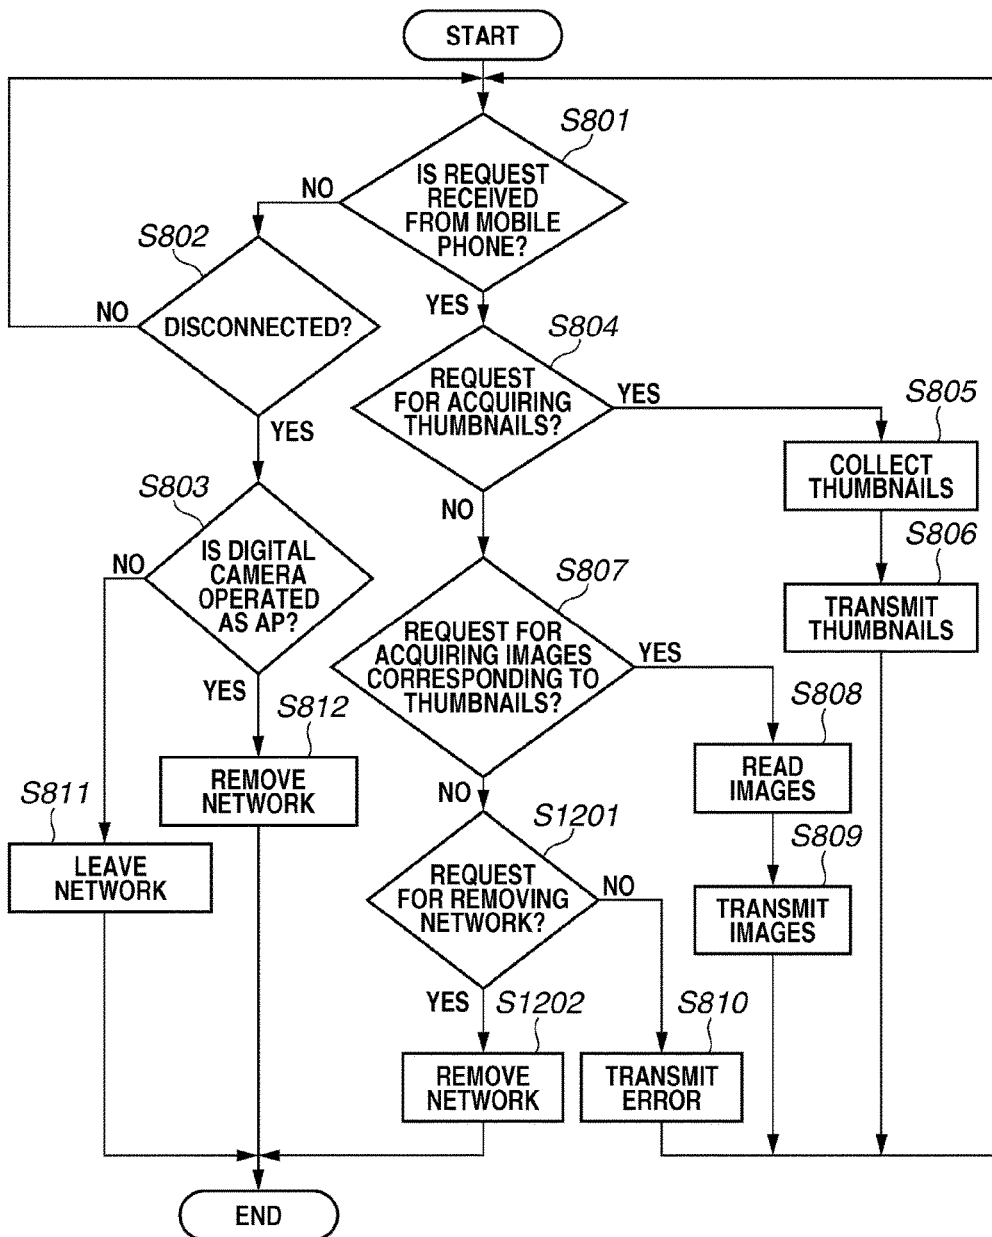 START
S801
IS REQUEST
RECEIVED
FROM MOBILE
PHONE?
NO
YES
S802
DISCONNECTED?
NO
YES
S804
REQUEST
FOR ACQUIRING
THUMBNAILS?
YES
NO
S805
COLLECT
THUMBNAILS
S806
TRANSMIT
THUMBNAILS
S803
IS DIGITAL
CAMERA
OPERATED
AS AP?
NO
YES
S807
REQUEST FOR
ACQUIRING IMAGES
CORRESPONDING TO
THUMBNAILS?
YES
NO
S808
READ
IMAGES
S809
TRANSMIT
IMAGES
S812
REMOVE
NETWORK
S811
LEAVE
NETWORK
S1201
REQUEST
FOR REMOVING
NETWORK?
NO
YES
S1202
REMOVE
NETWORK
S810
TRANSMIT
ERROR
END